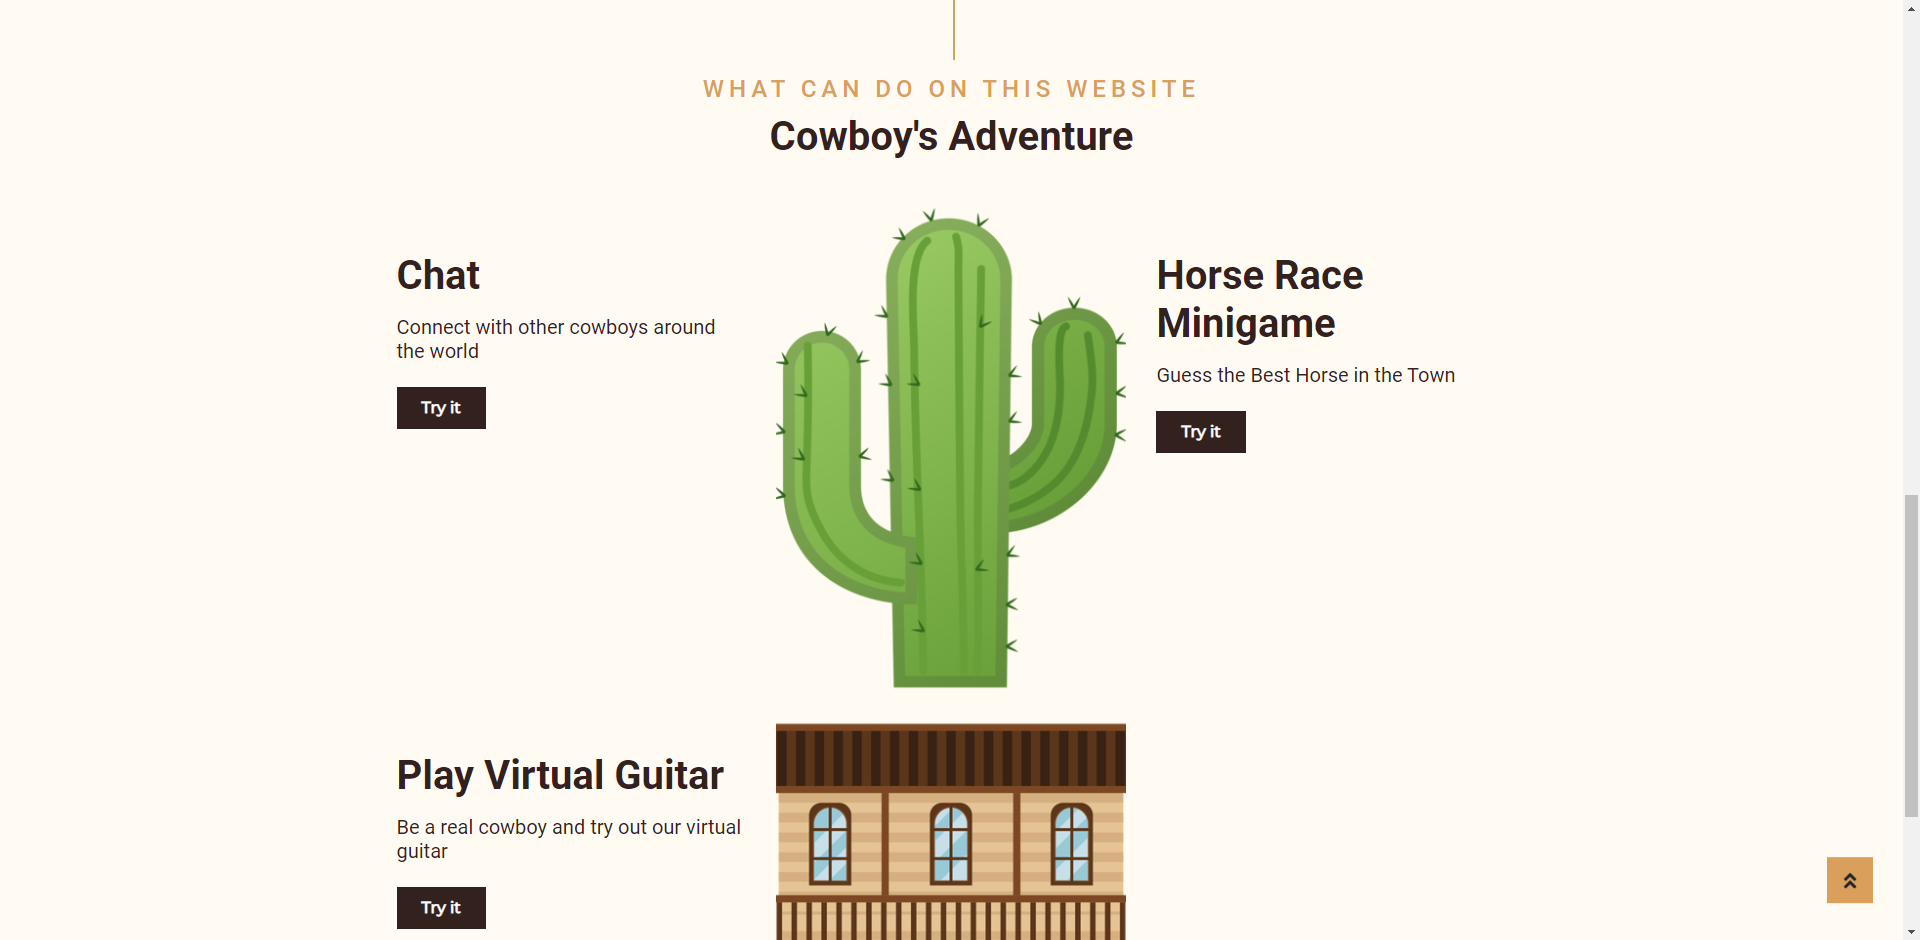 WHAT CAN DO ON THIS WEBSITE
Cowboy's Adventure
Chat
Connect with other cowboys around
the world
Try it
Horse Race
Minigame
Guess the Best Horse in the Town
Try it
Play Virtual Guitar
Be a real cowboy and try out our virtual
guitar
Try it